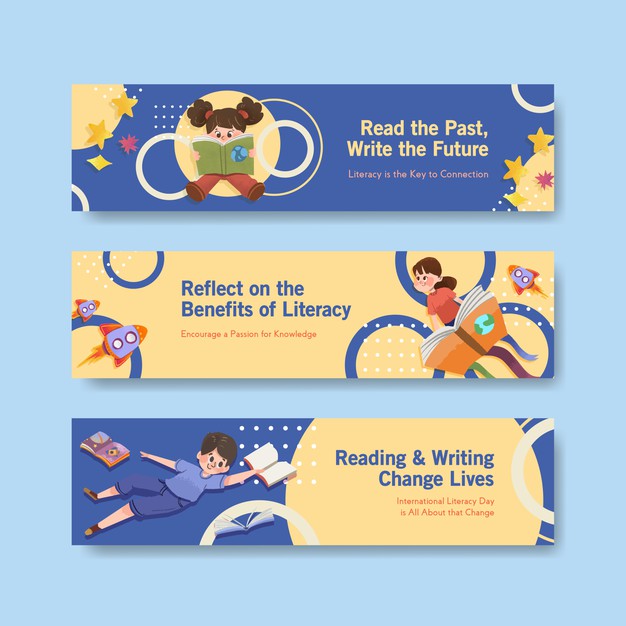 Read the Past,
Write the Future
Literacy is the Key to Connection
Reflect on the
Benefits of Literacy
Encourage a Passion for Knowledge
Reading & Writing
Change Lives
International Literacy Day
is All About that Change